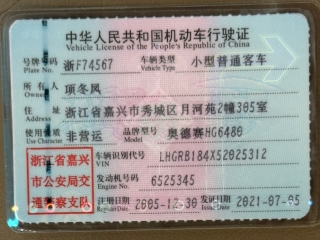 中华人民共和国机动车行驶证
Vehicle License of the People's Republic of China
号牌号码 浙F74567 车辆类型 小型普通客车
Plate No. Vehicle Type
所有人 项冬凤
Owner
住址 浙江省嘉兴市秀城区月河苑2幢305室
Address
使用性质 非营运 品牌型号 奥德赛HG6480
Use Character Model
浙江省嘉兴
市公安局交
通警察支队
车辆识别代号 LHGRB184X52025312
VIN
发动机号码 6525345
Engine No.
注册日期 2005-12-30 发证日期 2021-07-05
Register Date Issue Date